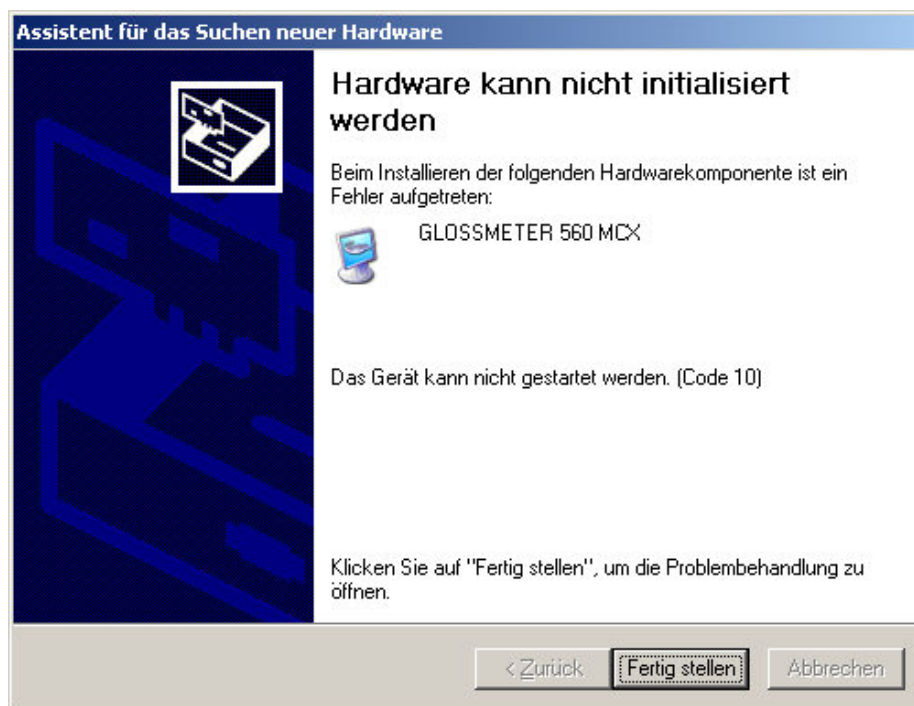 Assistent für das Suchen neuer Hardware
Hardware kann nicht initialisiert
werden
Beim Installieren der folgenden Hardwarekomponente ist ein
Fehler aufgetreten:
GLOSSMETER 560 MCX
Das Gerät kann nicht gestartet werden. (Code 10)
Klicken Sie auf "Fertig stellen", um die Problembehandlung zu
öffnen.
< Zurück Fertig stellen Abbrechen